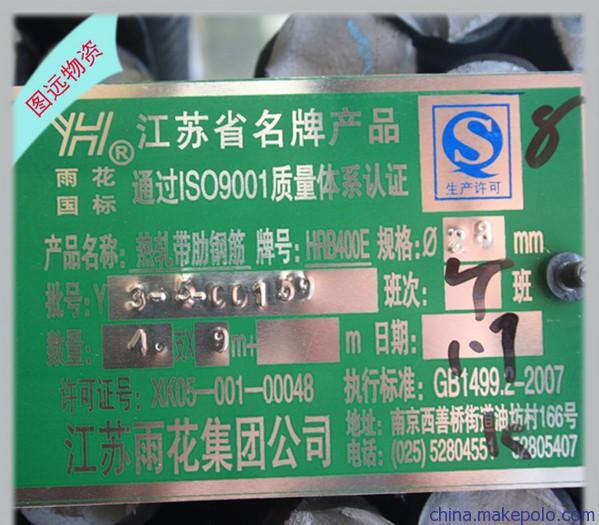 图远物资
YH®
江苏省名牌产品
雨花
国标
通过ISO9001质量体系认证
生产许可
8
产品名称: 热轧带肋钢筋 牌号: HRB400E 规格: Ø mm
批号: Y 3-5-00159 班次: 班
数量: 支X 9m+ m 日期:
许可证号: XK05-001-00048 执行标准: GB1499.2-2007
江苏雨花集团公司
地址: 南京西善桥街道油坊村166号
电话: (025) 52804551 52805407
china.makepolo.com